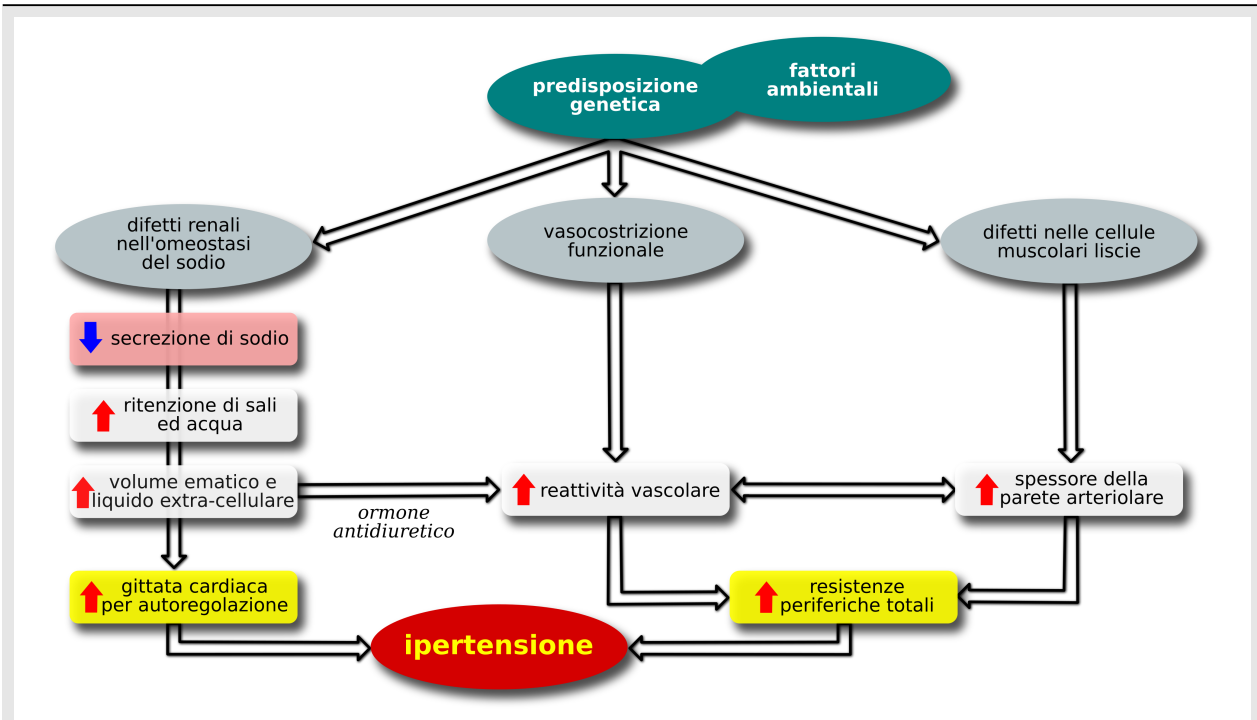 predisposizione
genetica
fattori
ambientali
difetti renali
nell'omeostasi
del sodio
vasocostrizione
funzionale
difetti nelle cellule
muscolari liscie
secrezione di sodio
ritenzione di sali
ed acqua
volume ematico e
liquido extra-cellulare
ormone
antidiuretico
reattività vascolare
spessore della
parete arteriolare
gittata cardiaca
per autoregolazione
resistenze
periferiche totali
ipertensione